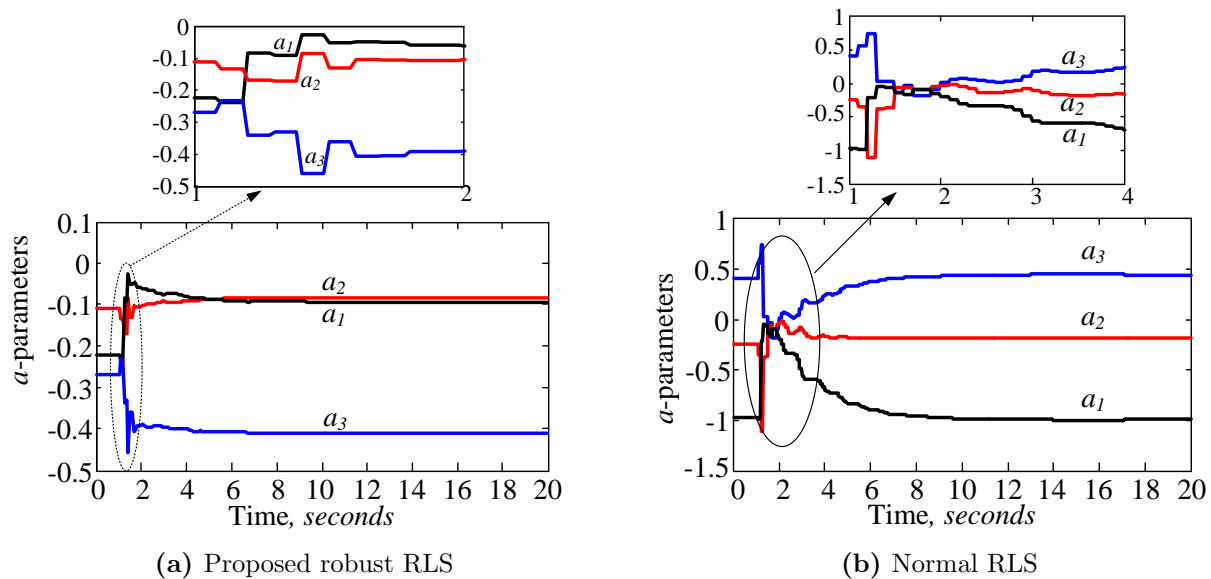 0
-0.1
-0.2
-0.3
-0.4
-0.5
1
2
a1
a2
a3
1
0.5
0
-0.5
-1
-1.5
1
2
3
4
a3
a2
a1
0.1
0
-0.1
-0.2
-0.3
-0.4
-0.5
a-parameters
a2
a1
a3
0 2 4 6 8 10 12 14 16 18 20
Time, seconds
1
0.5
0
-0.5
-1
-1.5
a-parameters
a3
a2
a1
0 2 4 6 8 10 12 14 16 18 20
Time, seconds
(a) Proposed robust RLS
(b) Normal RLS